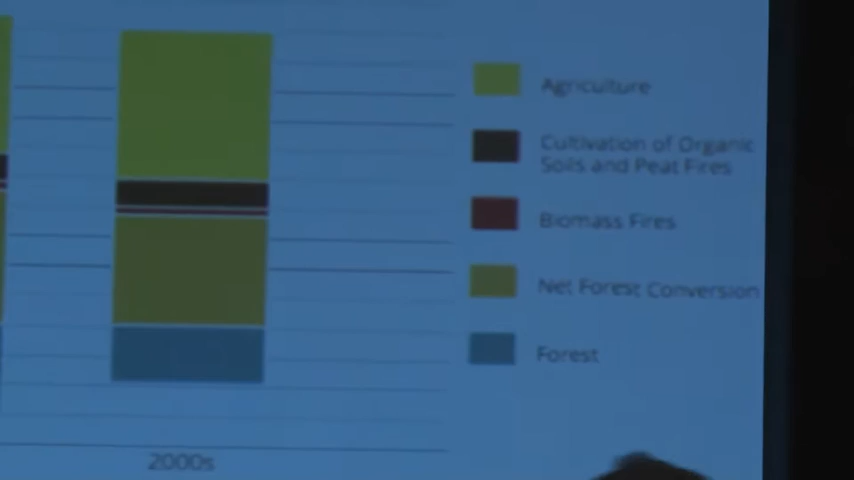 Agriculture
Cultivation of Organic
Soils and Peat Fires
Biomass Fires
Net Forest Conversion
Forest
2000s